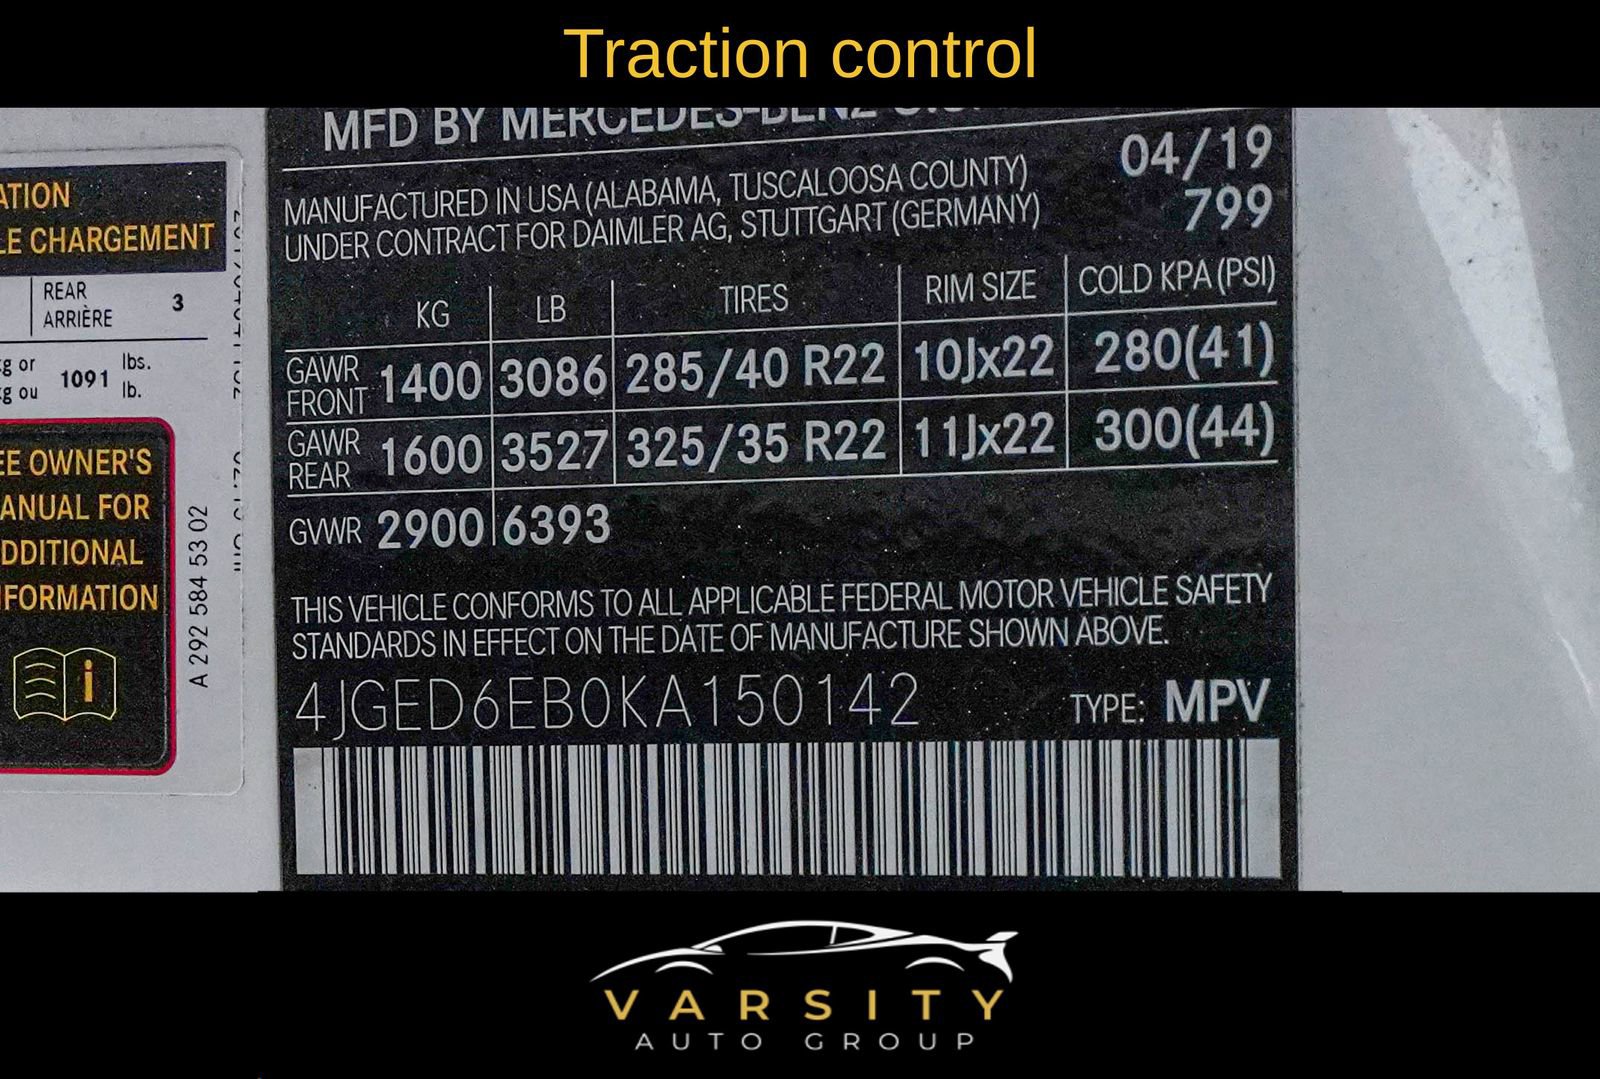 Traction control
MFD BY MERCEDES-BENZ
04/19
MANUFACTURED IN USA (ALABAMA, TUSCALOOSA COUNTY)
UNDER CONTRACT FOR DAIMLER AG, STUTTGART (GERMANY)
799
KG LB TIRES RIM SIZE COLD KPA (PSI)
GAWR FRONT 1400 3086 285/40 R22 10Jx22 280(41)
GAWR REAR 1600 3527 325/35 R22 11Jx22 300(44)
GVWR 2900 6393
THIS VEHICLE CONFORMS TO ALL APPLICABLE FEDERAL MOTOR VEHICLE SAFETY
STANDARDS IN EFFECT ON THE DATE OF MANUFACTURE SHOWN ABOVE.
4JGED6EB0KA150142 TYPE: MPV
ATION
LE CHARGEMENT
REAR 3
ARRIÈRE
kg or 1091 lbs.
kg ou lb.
EE OWNER'S
ANUAL FOR
DDITIONAL
NFORMATION
i
A 292 584 53 02
VARSITY
AUTO GROUP